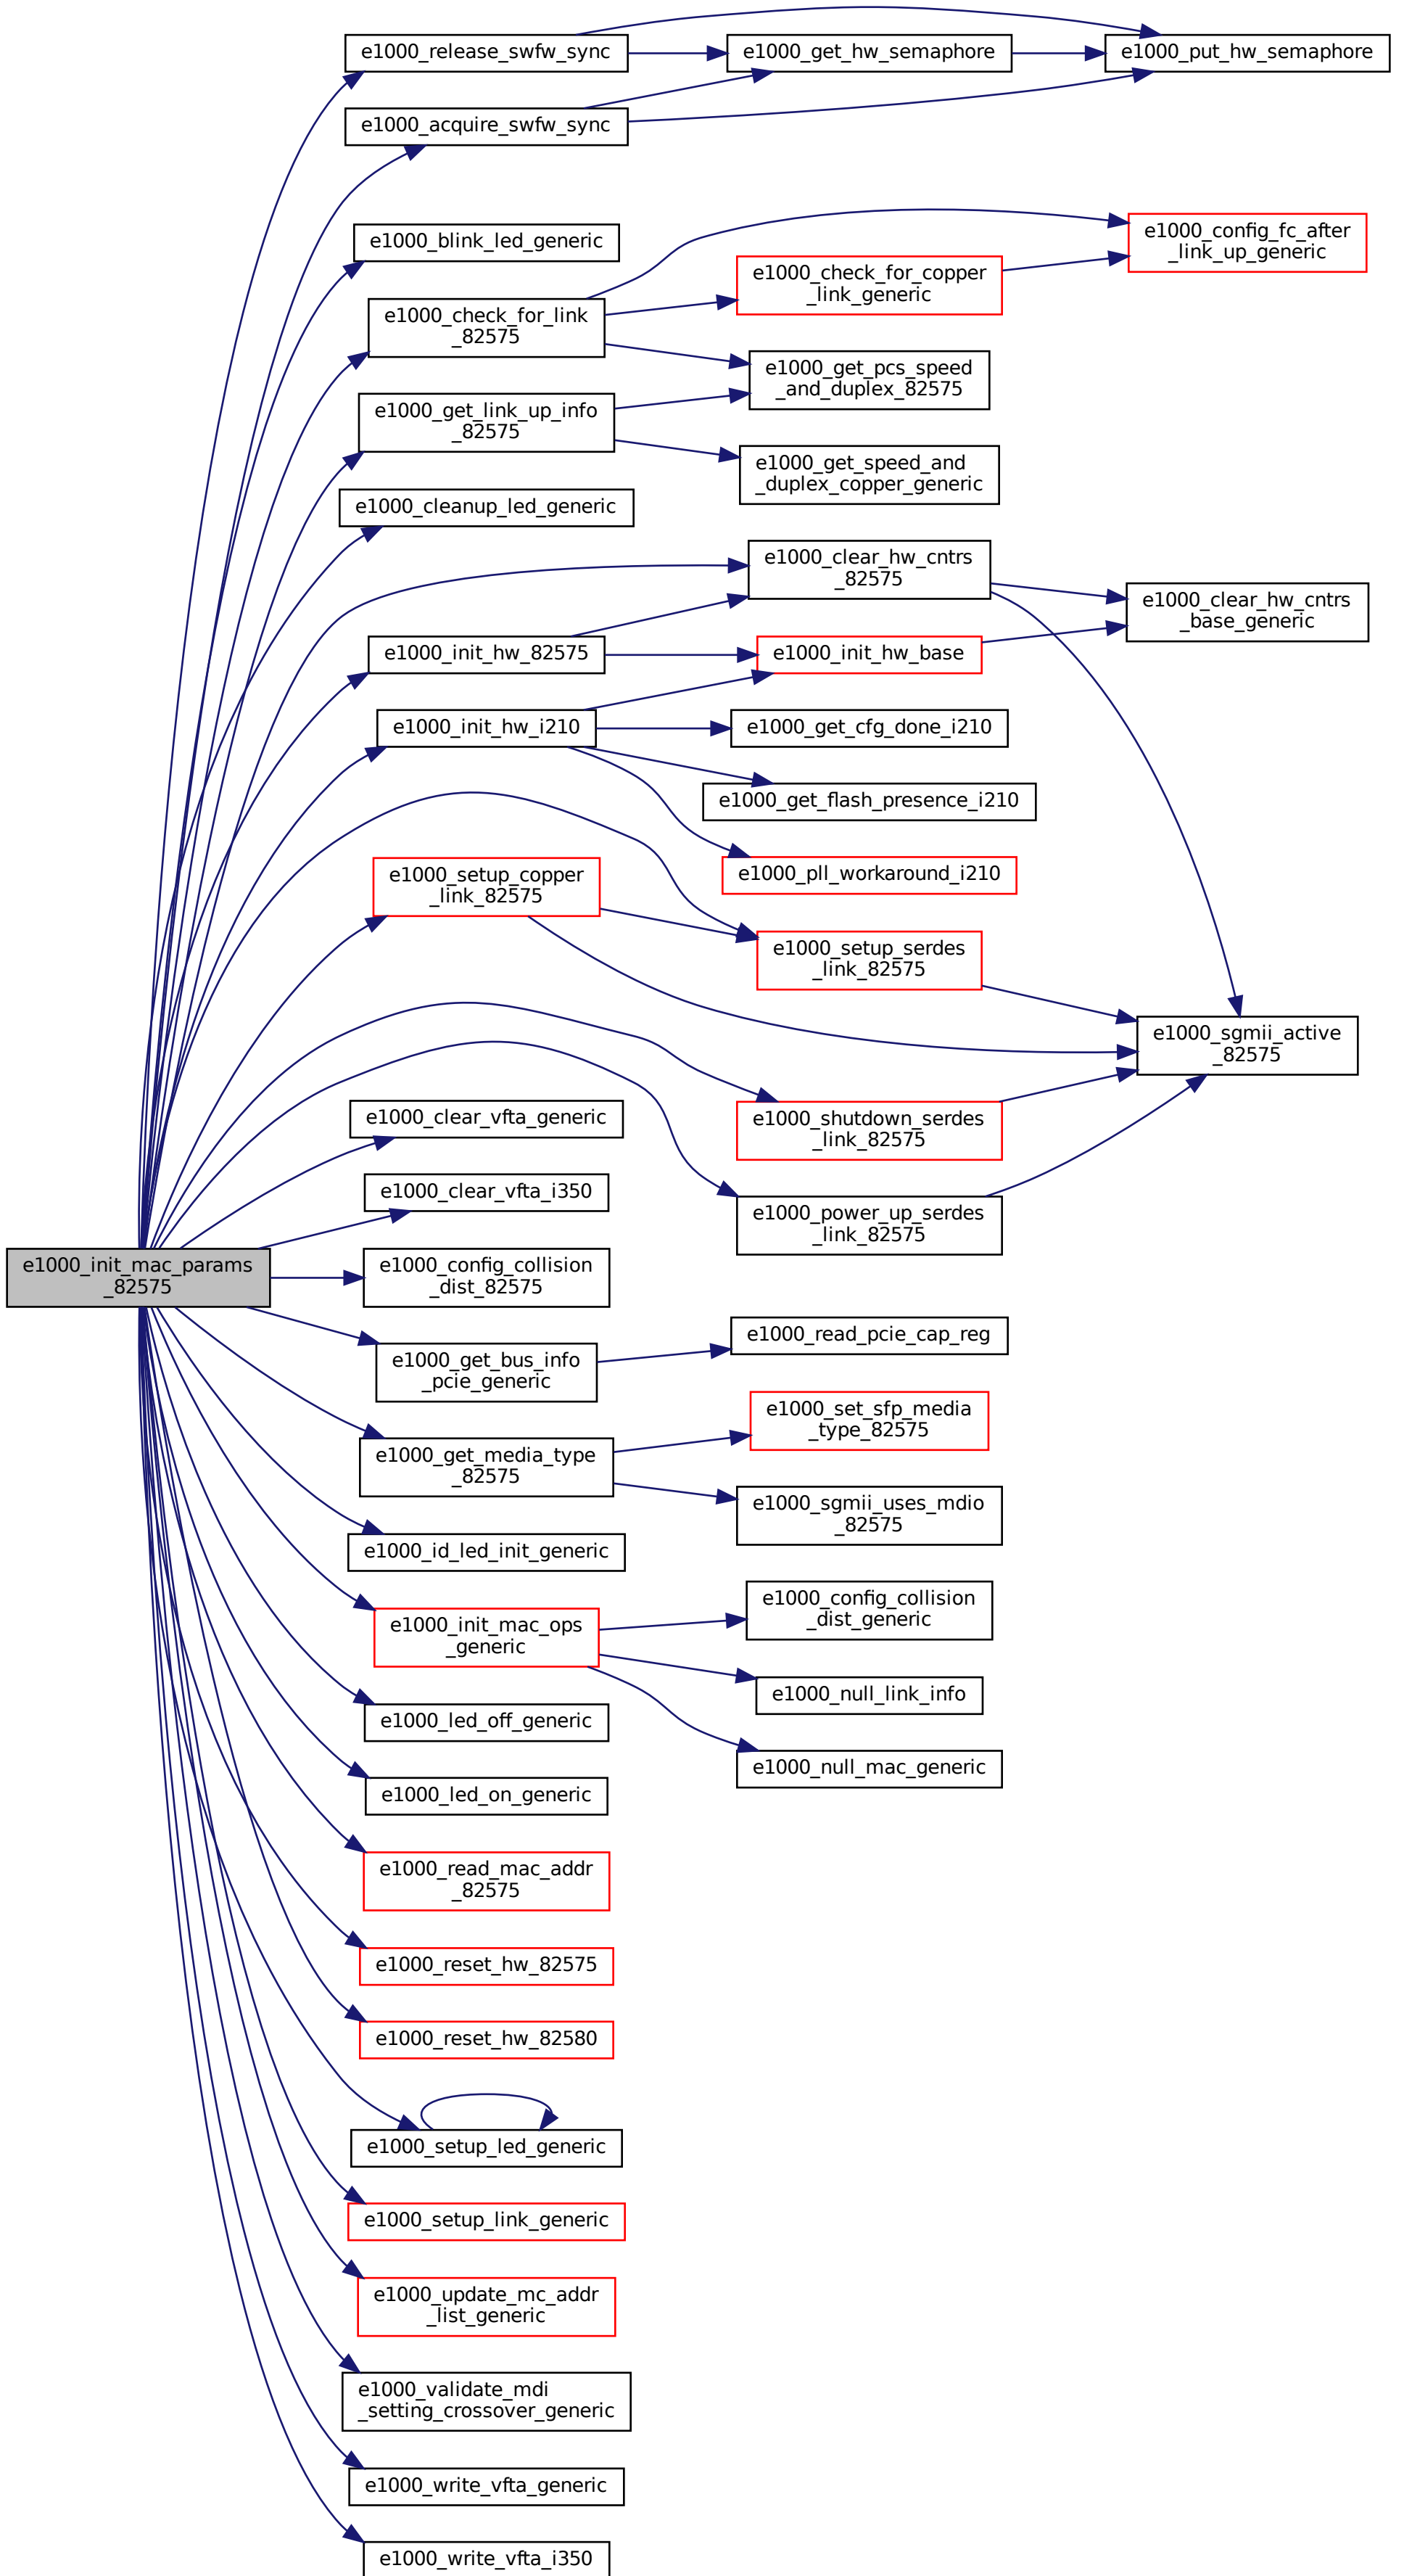 e1000_release_swfw_sync
e1000_get_hw_semaphore
e1000_put_hw_semaphore
e1000_acquire_swfw_sync
e1000_blink_led_generic
e1000_config_fc_after
_link_up_generic
e1000_check_for_copper
_link_generic
e1000_check_for_link
_82575
e1000_get_pcs_speed
_and_duplex_82575
e1000_get_link_up_info
_82575
e1000_get_speed_and
_duplex_copper_generic
e1000_cleanup_led_generic
e1000_clear_hw_cntrs
_82575
e1000_clear_hw_cntrs
_base_generic
e1000_init_hw_82575
e1000_init_hw_base
e1000_init_hw_i210
e1000_get_cfg_done_i210
e1000_get_flash_presence_i210
e1000_pll_workaround_i210
e1000_setup_copper
_link_82575
e1000_setup_serdes
_link_82575
e1000_sgmii_active
_82575
e1000_clear_vfta_generic
e1000_shutdown_serdes
_link_82575
e1000_clear_vfta_i350
e1000_power_up_serdes
_link_82575
e1000_init_mac_params
_82575
e1000_config_collision
_dist_82575
e1000_read_pcie_cap_reg
e1000_get_bus_info
_pcie_generic
e1000_set_sfp_media
_type_82575
e1000_get_media_type
_82575
e1000_sgmii_uses_mdio
_82575
e1000_id_led_init_generic
e1000_config_collision
_dist_generic
e1000_init_mac_ops
_generic
e1000_null_link_info
e1000_led_off_generic
e1000_null_mac_generic
e1000_led_on_generic
e1000_read_mac_addr
_82575
e1000_reset_hw_82575
e1000_reset_hw_82580
e1000_setup_led_generic
e1000_setup_link_generic
e1000_update_mc_addr
_list_generic
e1000_validate_mdi
_setting_crossover_generic
e1000_write_vfta_generic
e1000_write_vfta_i350